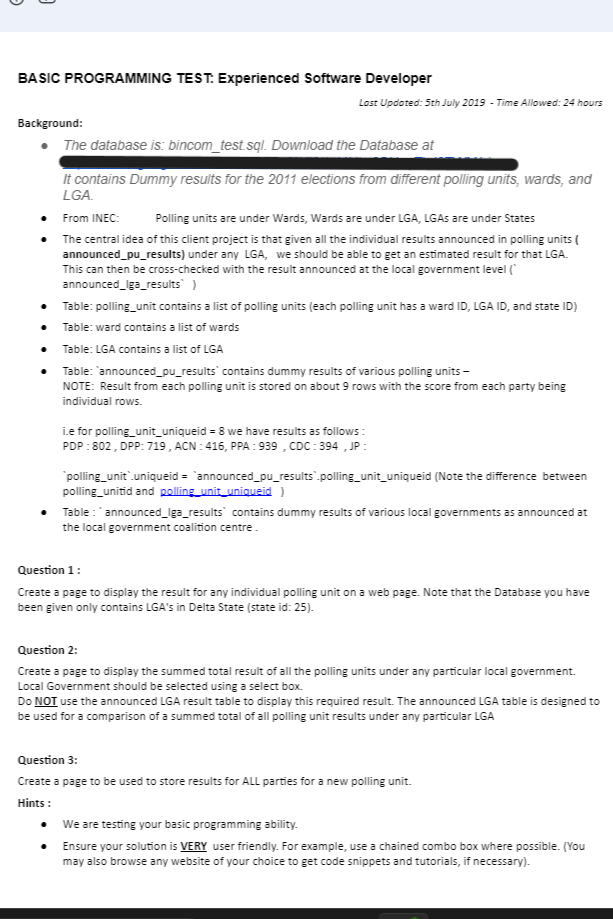 BASIC PROGRAMMING TEST: Experienced Software Developer
Last Updated: 5th July 2019 - Time Allowed: 24 hours
Background:
• The database is: bincom_test.sql. Download the Database at
It contains Dummy results for the 2011 elections from different polling units, wards, and
LGA.
• From INEC: Polling units are under Wards, Wards are under LGA, LGAs are under States
• The central idea of this client project is that given all the individual results announced in polling units (
announced_pu_results) under any LGA, we should be able to get an estimated result for that LGA.
This can then be cross-checked with the result announced at the local government level (`
announced_lga_results` )
• Table: polling_unit contains a list of polling units (each polling unit has a ward ID, LGA ID, and state ID)
• Table: ward contains a list of wards
• Table: LGA contains a list of LGA
• Table: `announced_pu_results` contains dummy results of various polling units –
NOTE: Result from each polling unit is stored on about 9 rows with the score from each party being
individual rows.
i.e for polling_unit_uniqueid = 8 we have results as follows :
PDP : 802 , DPP: 719 , ACN : 416, PPA : 939 , CDC : 394 , JP :
`polling_unit`.uniqueid = `announced_pu_results`.polling_unit_uniqueid (Note the difference between
polling_unitid and polling_unit_uniqueid )
• Table : ` announced_lga_results` contains dummy results of various local governments as announced at
the local government coalition centre .
Question 1 :
Create a page to display the result for any individual polling unit on a web page. Note that the Database you have
been given only contains LGA's in Delta State (state id: 25).
Question 2:
Create a page to display the summed total result of all the polling units under any particular local government.
Local Government should be selected using a select box.
Do NOT use the announced LGA result table to display this required result. The announced LGA table is designed to
be used for a comparison of a summed total of all polling unit results under any particular LGA
Question 3:
Create a page to be used to store results for ALL parties for a new polling unit.
Hints :
• We are testing your basic programming ability.
• Ensure your solution is VERY user friendly. For example, use a chained combo box where possible. (You
may also browse any website of your choice to get code snippets and tutorials, if necessary).